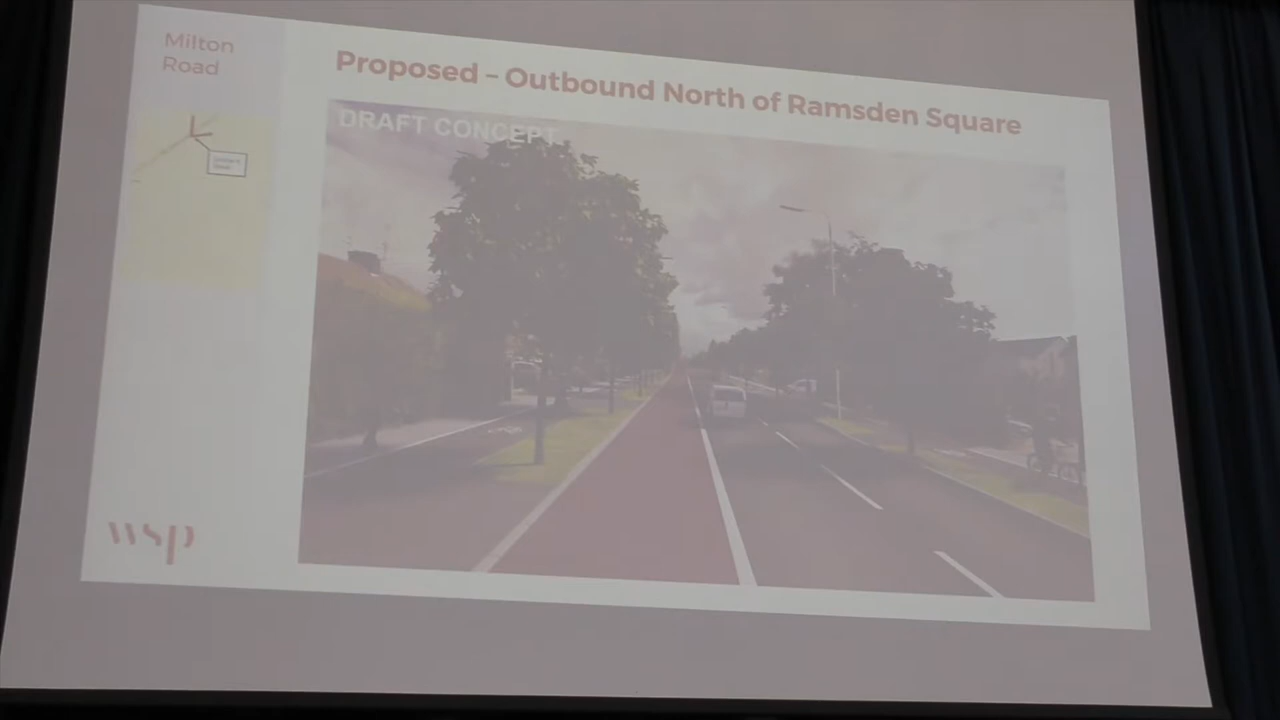 Milton
Road
Proposed – Outbound North of Ramsden Square
DRAFT CONCEPT
wsp